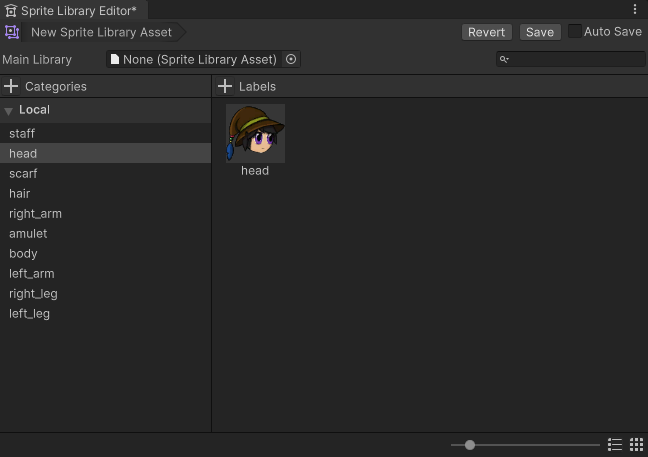 Sprite Library Editor*
New Sprite Library Asset
Revert
Save
Auto Save
Main Library
None (Sprite Library Asset)
Categories
Labels
Local
staff
head
scarf
hair
right_arm
amulet
body
left_arm
right_leg
left_leg
head